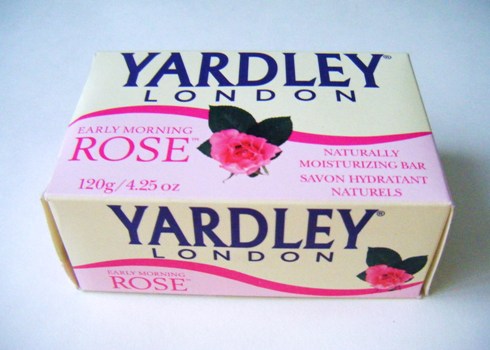 YARDLEY®
LONDON
EARLY MORNING
ROSE™
120g/4.25 oz
NATURALLY
MOISTURIZING BAR
SAVON HYDRATANT
NATURELS
YARDLEY®
LONDON
EARLY MORNING
ROSE™